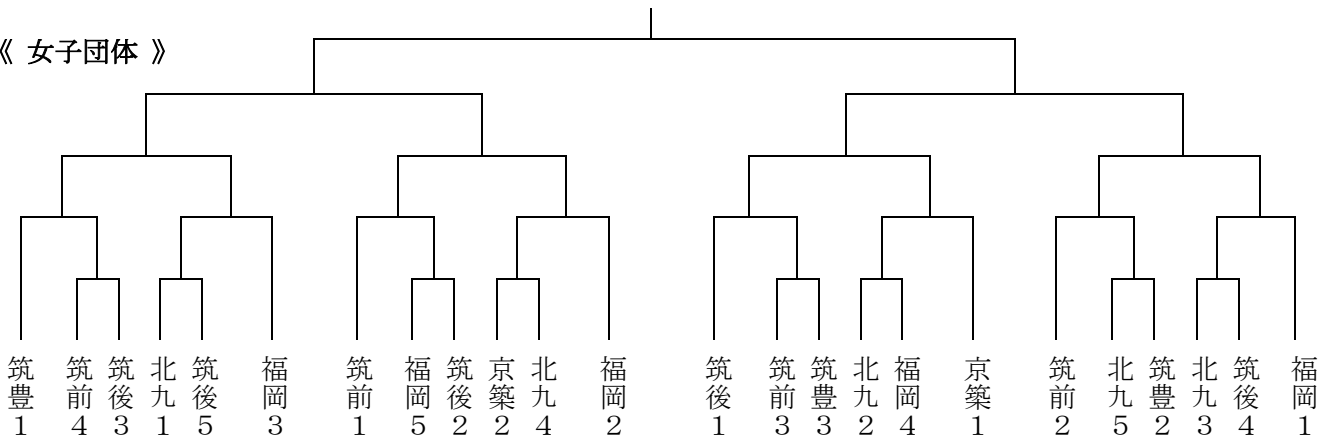 《 女子団体 》
筑豊１
筑前４
筑後３
北九１
筑後５
福岡３
筑前１
福岡５
筑後２
京築２
北九４
福岡２
筑後１
筑前３
筑豊３
北九２
福岡４
京築１
筑前２
北九５
筑豊２
北九３
筑後４
福岡１